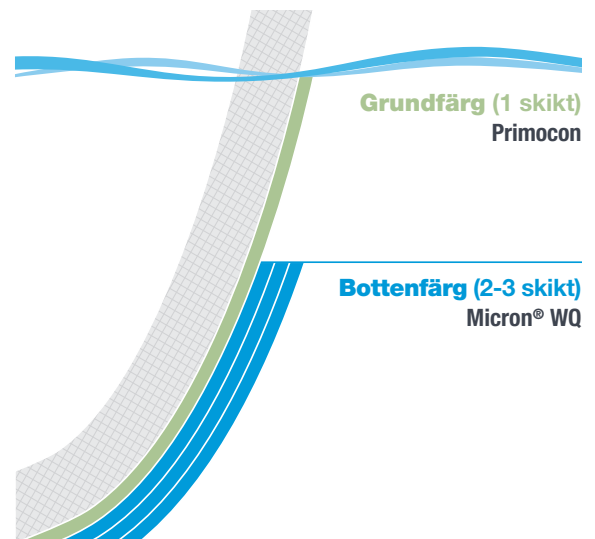 Grundfärg (1 skikt)
Primocon
Bottenfärg (2-3 skikt)
Micron® WQ